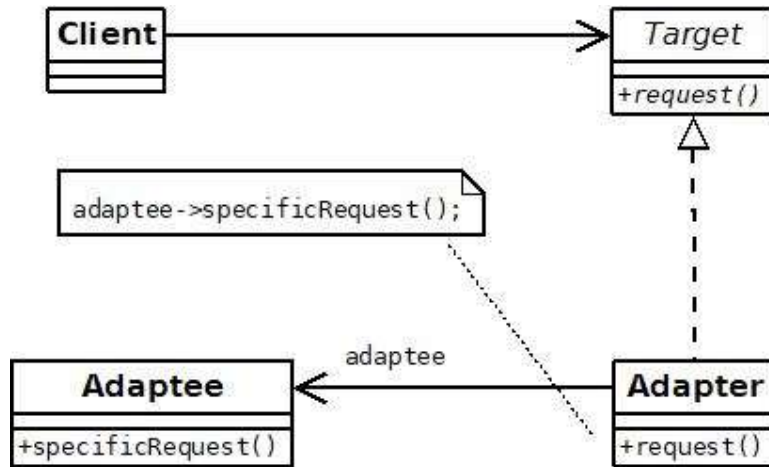 Client
Target
+request()
adaptee->specificRequest();
adaptee
Adaptee
+specificRequest()
Adapter
+request()